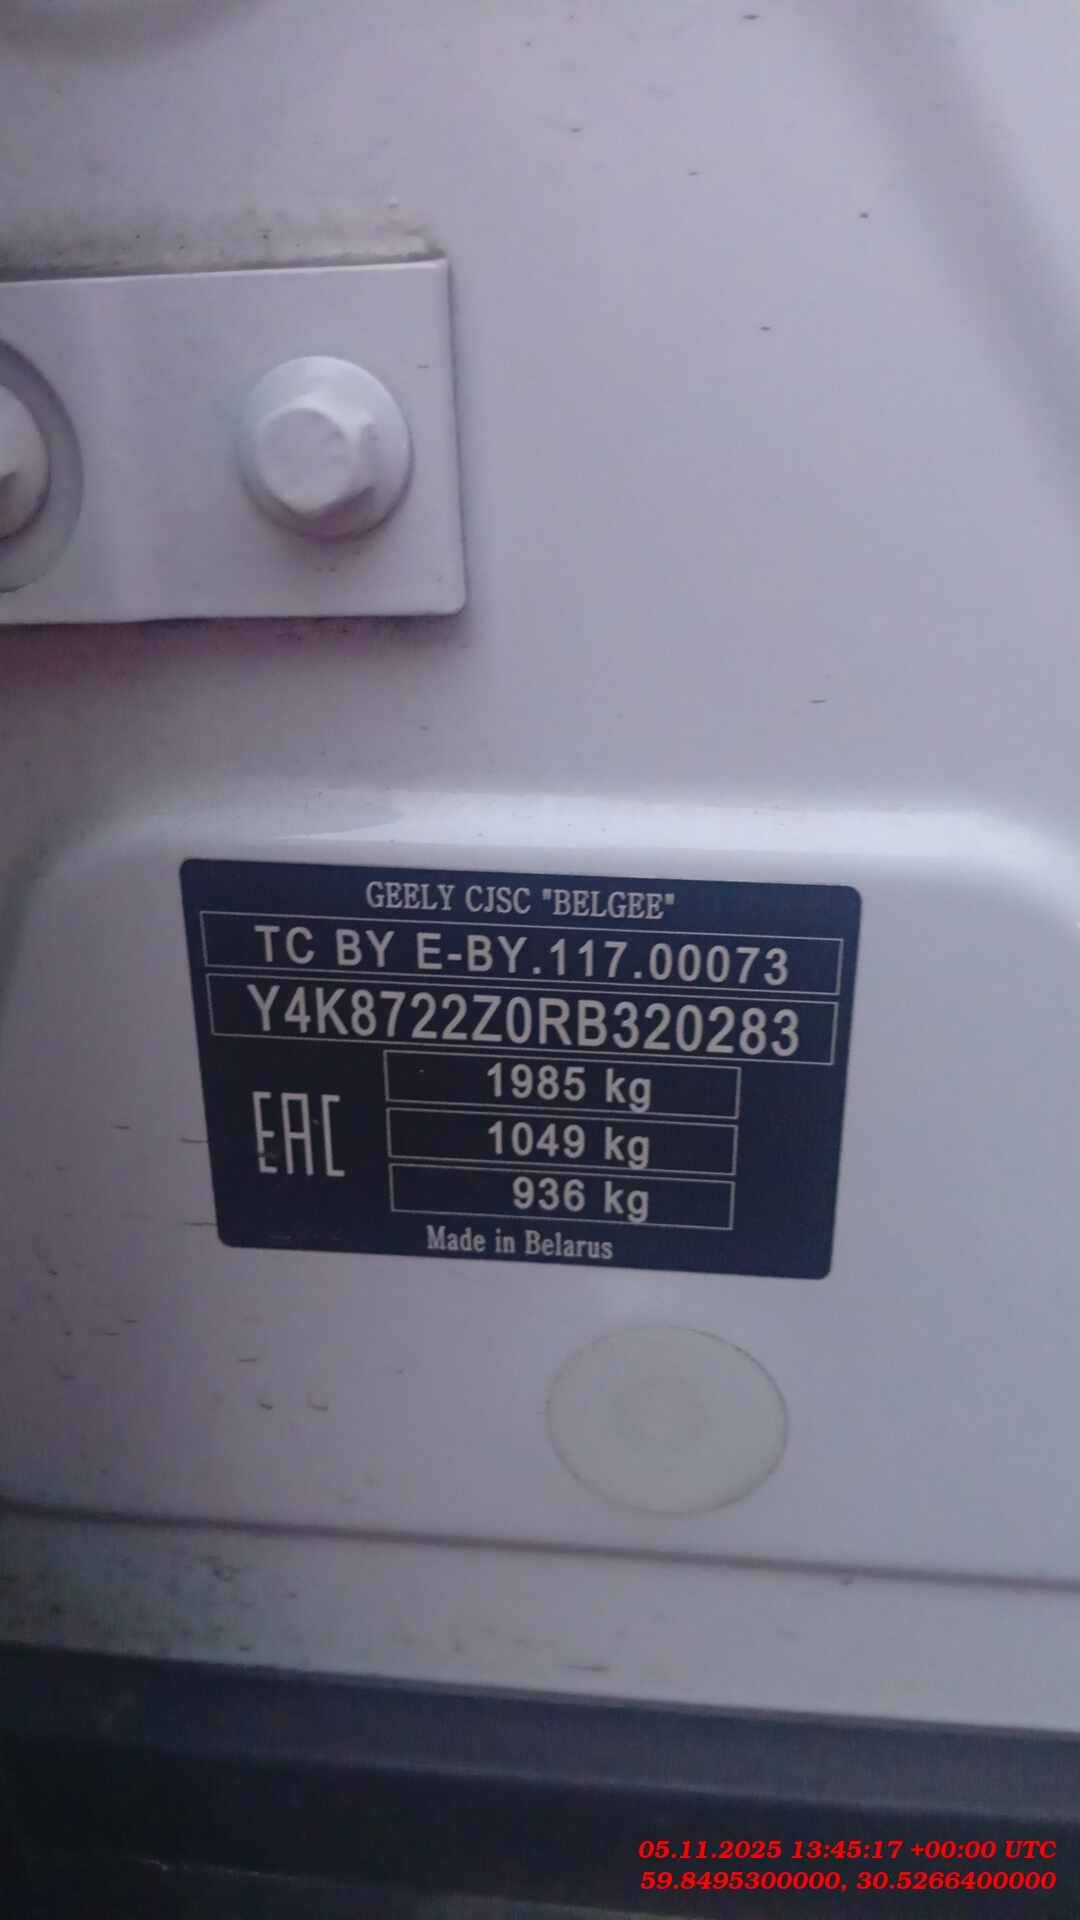 GEELY CJSC "BELGEE"
TC BY E-BY.117.00073
Y4K8722Z0RB320283
1985 kg
EAC
1049 kg
936 kg
Made in Belarus
05.11.2025 13:45:17 +00:00 UTC
59.8495300000, 30.5266400000